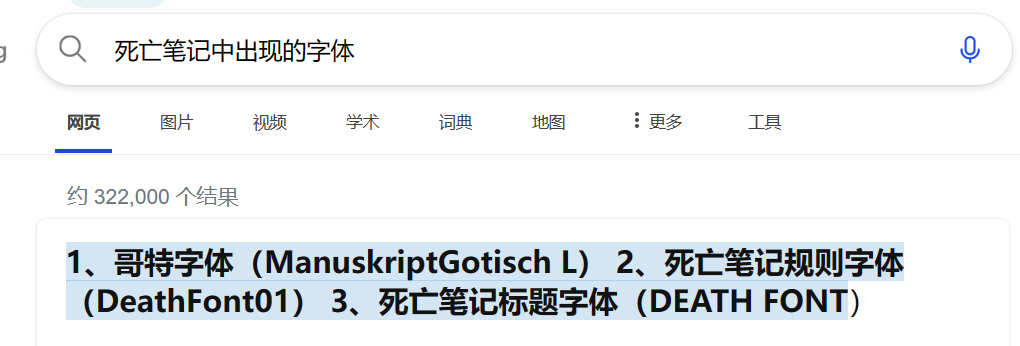 g
死亡笔记中出现的字体
网页 图片 视频 学术 词典 地图 更多 工具
约 322,000 个结果
1、哥特字体（ManuskriptGotisch L） 2、死亡笔记规则字体
（DeathFont01） 3、死亡笔记标题字体（DEATH FONT）